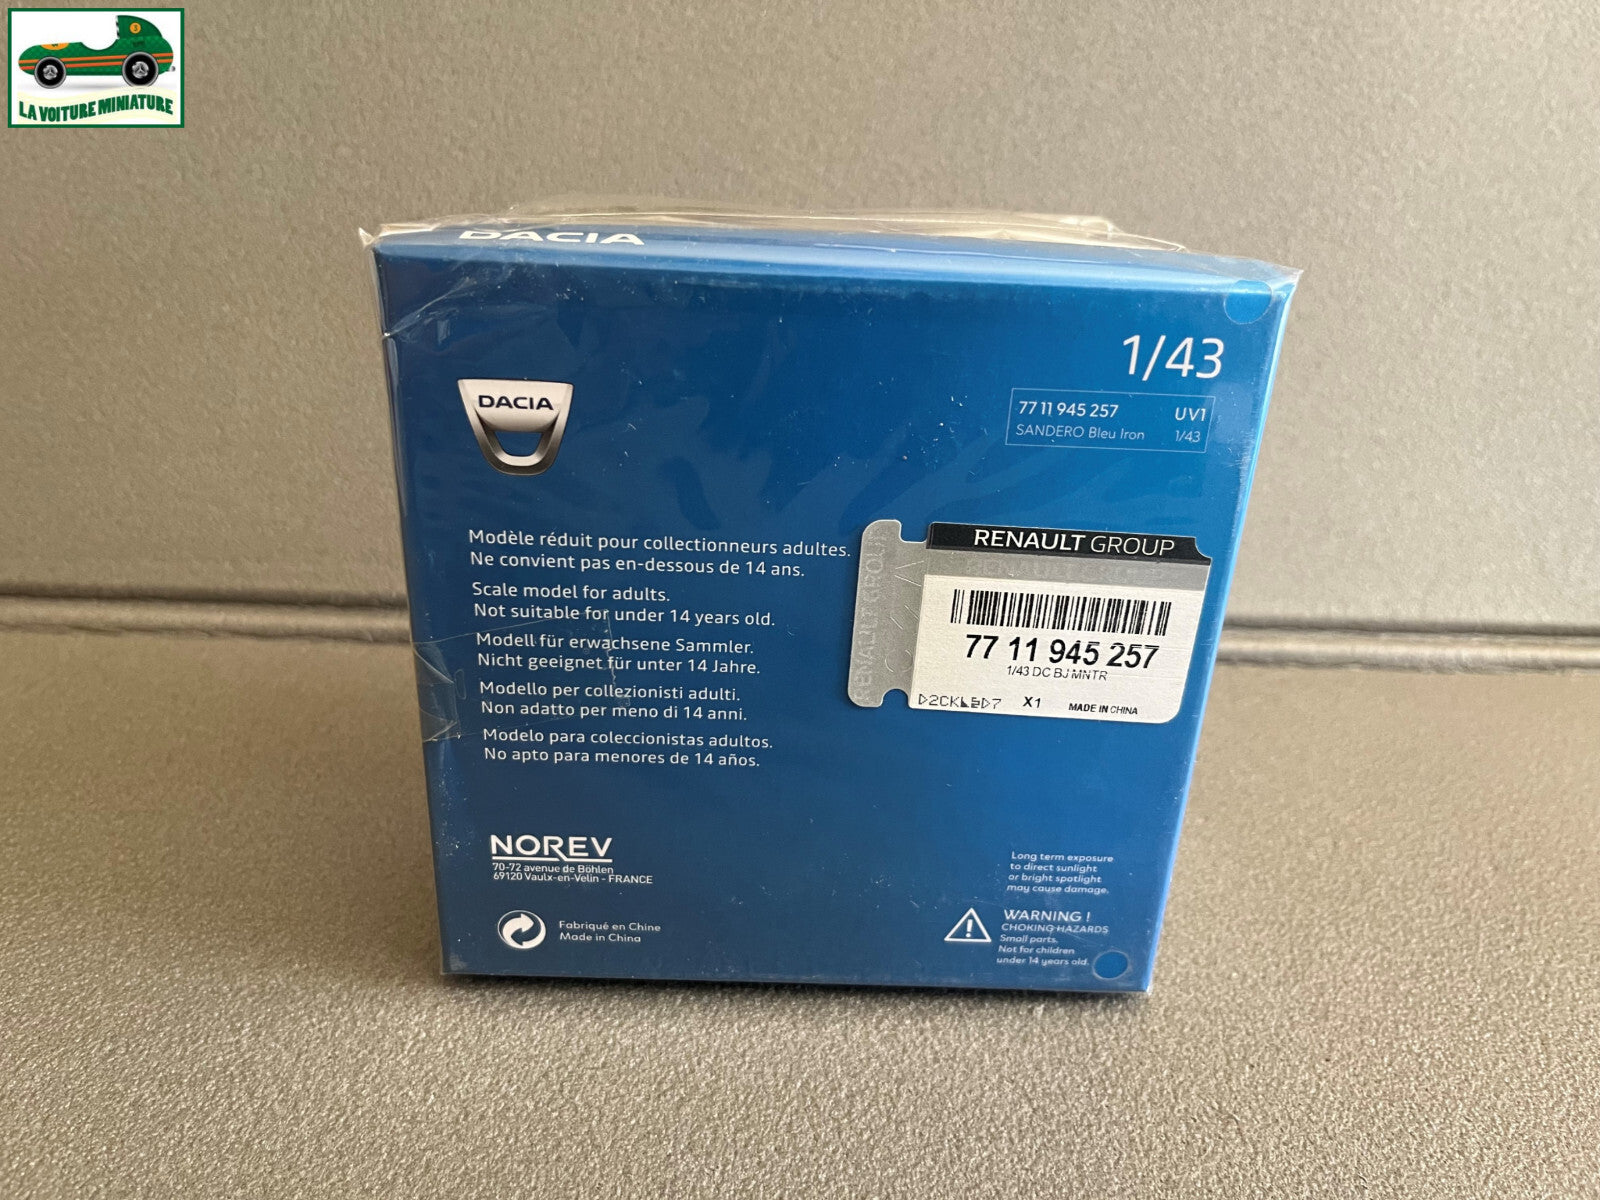 LA VOITURE MINIATURE
DACIA
1/43
77 11 945 257 UV1
SANDERO Bleu Iron 1/43
DACIA
Modèle réduit pour collectionneurs adultes.
Ne convient pas en-dessous de 14 ans.
Scale model for adults.
Not suitable for under 14 years old.
Modell für erwachsene Sammler.
Nicht geeignet für unter 14 Jahre.
Modello per collezionisti adulti.
Non adatto per meno di 14 anni.
Modelo para coleccionistas adultos.
No apto para menores de 14 años.
RENAULT GROUP
77 11 945 257
1/43 DC BJ MNTR
X1 MADE IN CHINA
NOREV
70-72 avenue de Böhlen
69120 Vaulx-en-Velin - FRANCE
Fabriqué en Chine
Made in China
Long term exposure
to direct sunlight
or bright spotlight
may cause damage.
WARNING !
CHOKING HAZARDS
Small parts.
Not for children
under 14 years old.